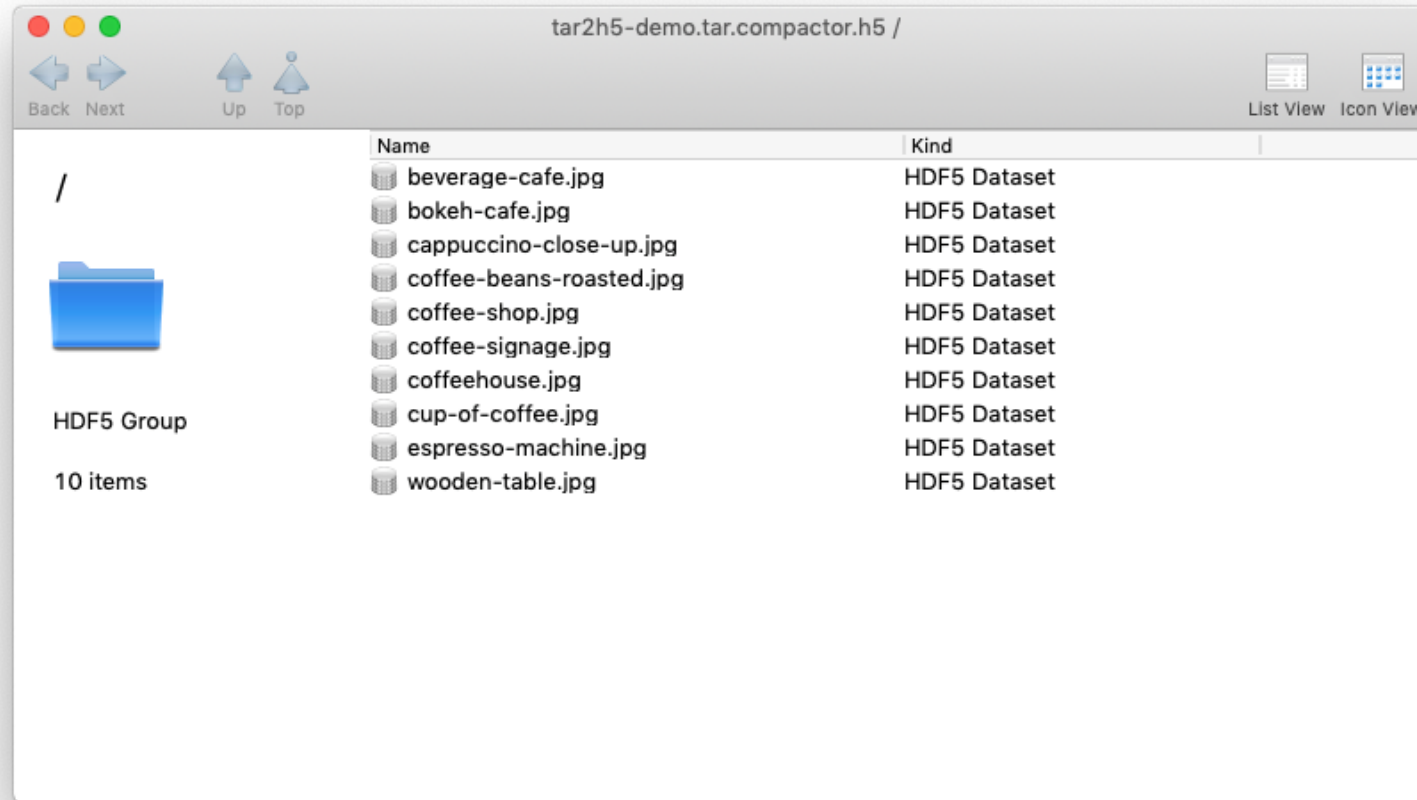 tar2h5-demo.tar.compactor.h5 /
Back Next Up Top List View Icon View
Name Kind
/
beverage-cafe.jpg HDF5 Dataset
bokeh-cafe.jpg HDF5 Dataset
cappuccino-close-up.jpg HDF5 Dataset
coffee-beans-roasted.jpg HDF5 Dataset
coffee-shop.jpg HDF5 Dataset
coffee-signage.jpg HDF5 Dataset
coffeehouse.jpg HDF5 Dataset
cup-of-coffee.jpg HDF5 Dataset
espresso-machine.jpg HDF5 Dataset
wooden-table.jpg HDF5 Dataset
HDF5 Group
10 items